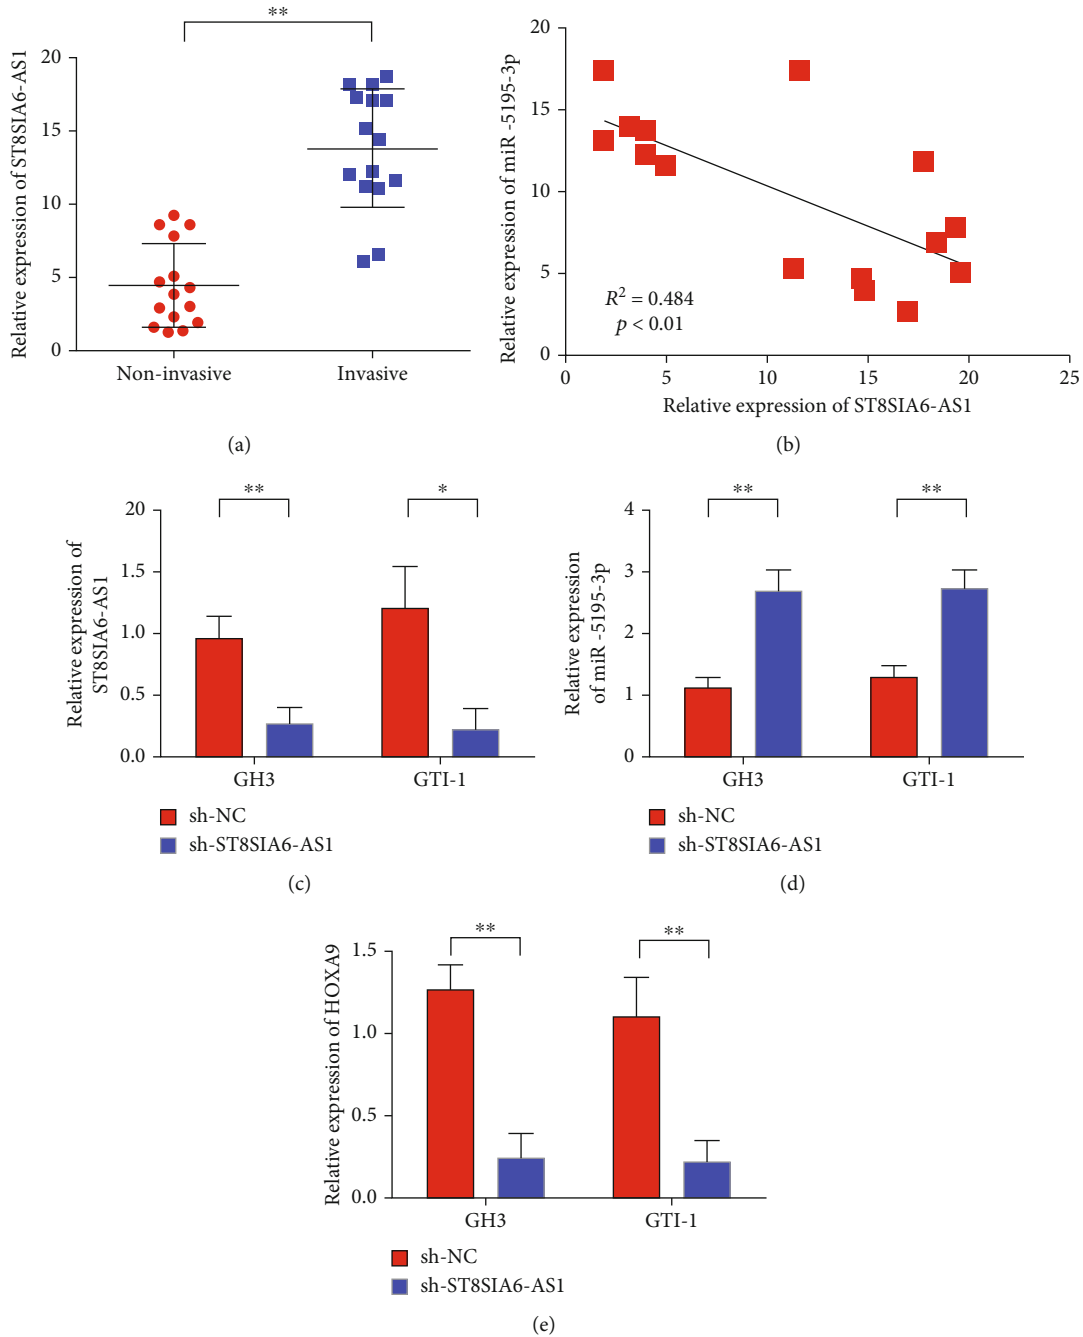 **
Relative expression of ST8SIA6-AS1
20
15
10
5
0
Non-invasive Invasive
(a)
Relative expression of miR -5195-3p
20
15
10
5
0
R² = 0.484
p < 0.01
0 5 10 15 20 25
Relative expression of ST8SIA6-AS1
(b)
** *
Relative expression of
ST8SIA6-AS1
20
1.5
1.0
0.5
0.0
GH3 GTI-1
sh-NC
sh-ST8SIA6-AS1
(c)
** **
Relative expression
of miR -5195-3p
4
3
2
1
0
GH3 GTI-1
sh-NC
sh-ST8SIA6-AS1
(d)
** **
Relative expression of HOXA9
1.5
1.0
0.5
0.0
GH3 GTI-1
sh-NC
sh-ST8SIA6-AS1
(e)